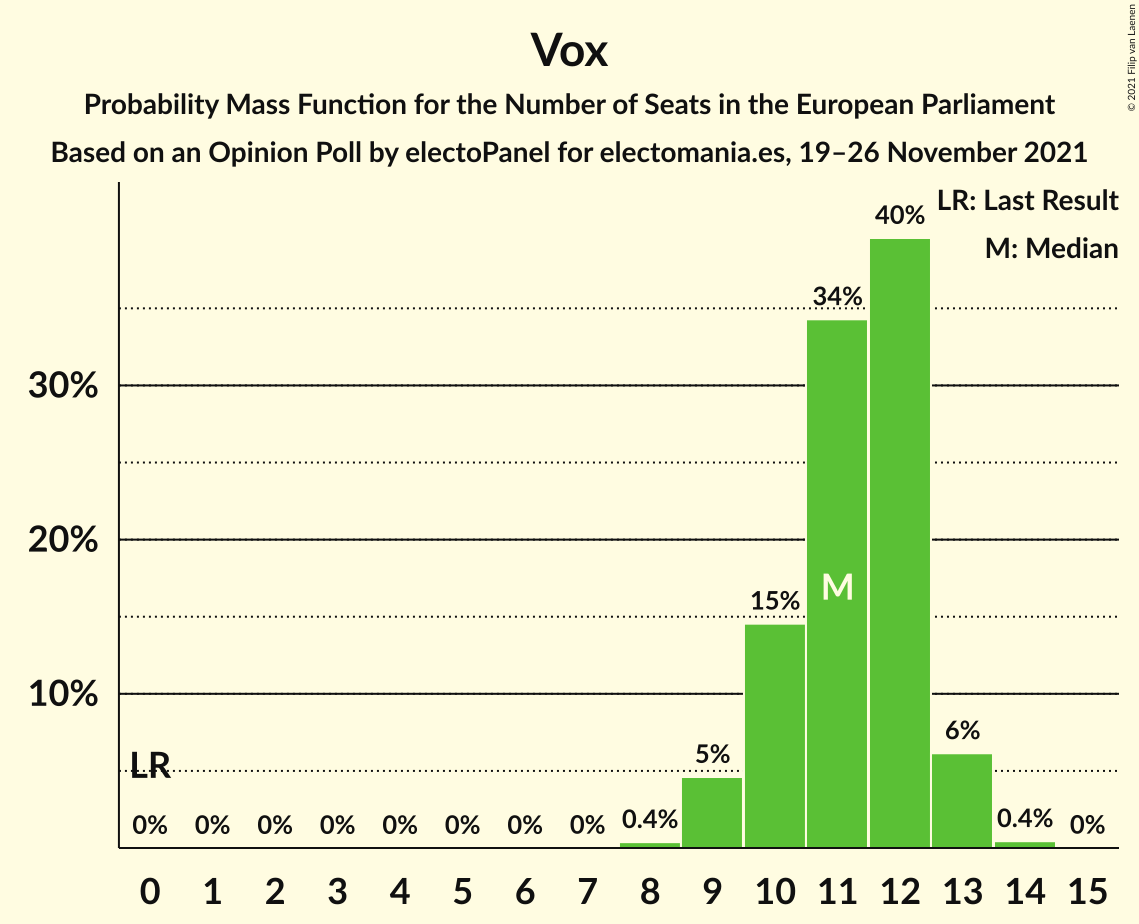 Vox
Probability Mass Function for the Number of Seats in the European Parliament
Based on an Opinion Poll by electoPanel for electomania.es, 19–26 November 2021
© 2021 Filip van Laenen
LR: Last Result
M: Median
30%
20%
10%
LR
M
0% 0% 0% 0% 0% 0% 0% 0% 0.4% 5% 15% 34% 40% 6% 0.4% 0%
0 1 2 3 4 5 6 7 8 9 10 11 12 13 14 15